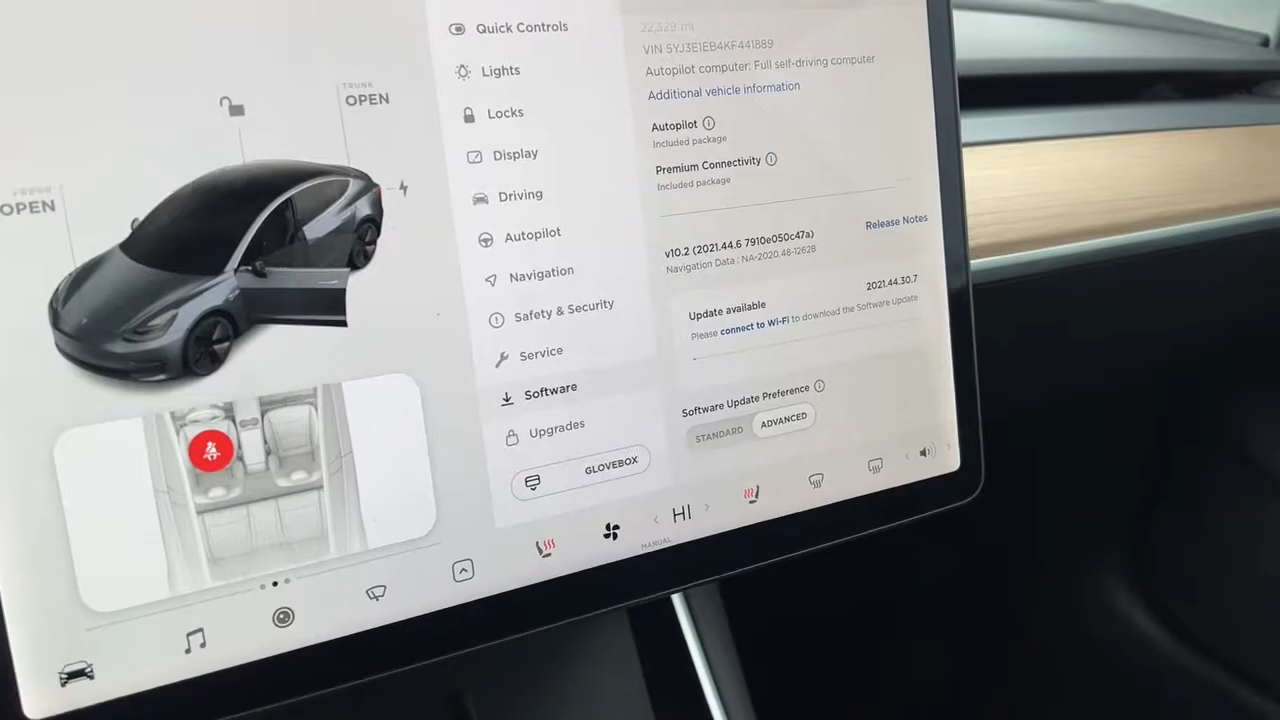 TRUNK
OPEN
FRUNK
OPEN
Quick Controls
Lights
Locks
Display
Driving
Autopilot
Navigation
Safety & Security
Service
Software
Upgrades
GLOVEBOX
22,329 mi
VIN 5YJ3E1EB4KF441889
Autopilot computer: Full self-driving computer
Additional vehicle information
Autopilot
Included package
Premium Connectivity
Included package
v10.2 (2021.44.6 7910e050c47a)
Release Notes
Navigation Data : NA-2020.48-12628
Update available
2021.44.30.7
Please connect to Wi-Fi to download the Software Update
Software Update Preference
STANDARD
ADVANCED
HI
MANUAL